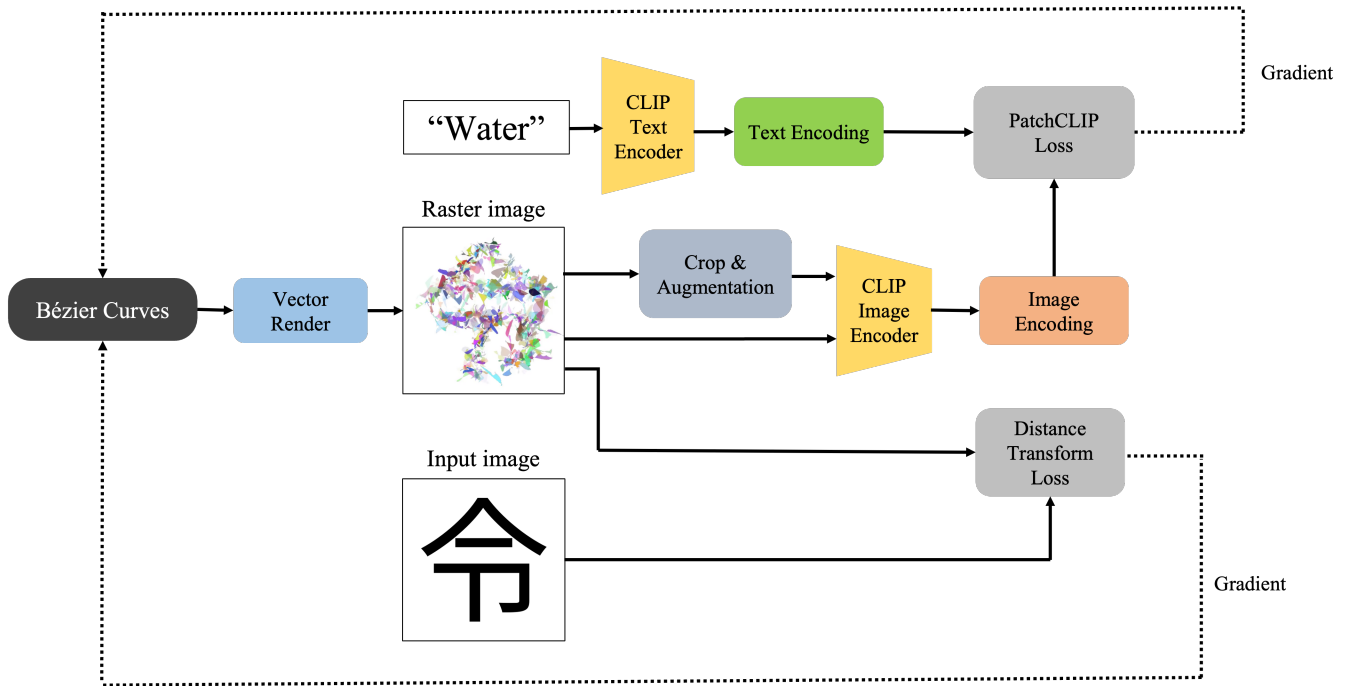 Gradient
“Water”
CLIP
Text
Encoder
Text Encoding
PatchCLIP
Loss
Raster image
Bézier Curves
Vector
Render
Crop &
Augmentation
CLIP
Image
Encoder
Image
Encoding
Distance
Transform
Loss
Input image
令
Gradient